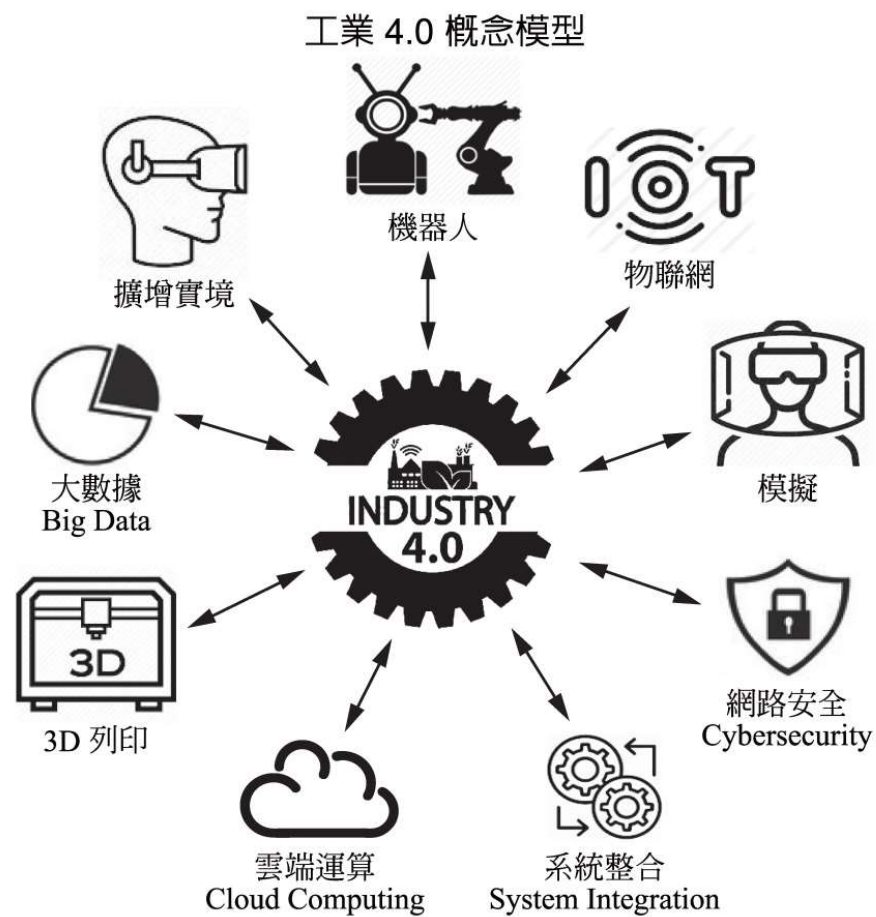 工業 4.0 概念模型
機器人
IOT
物聯網
擴增實境
模擬
大數據
Big Data
INDUSTRY
4.0
3D
3D 列印
網路安全
Cybersecurity
雲端運算
Cloud Computing
系統整合
System Integration